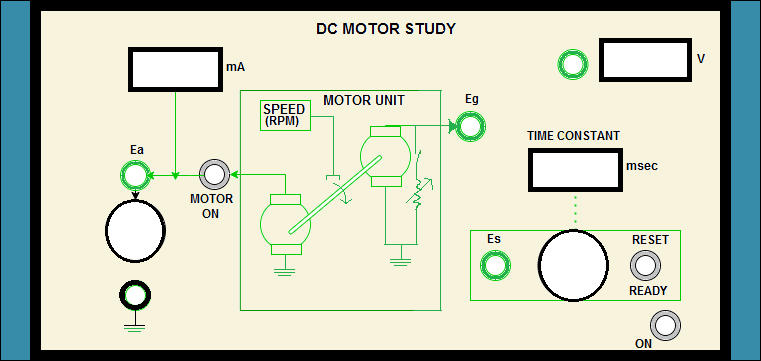 DC MOTOR STUDY
mA
V
SPEED
(RPM)
MOTOR UNIT
Eg
TIME CONSTANT
msec
Ea
MOTOR
ON
Es
RESET
READY
ON